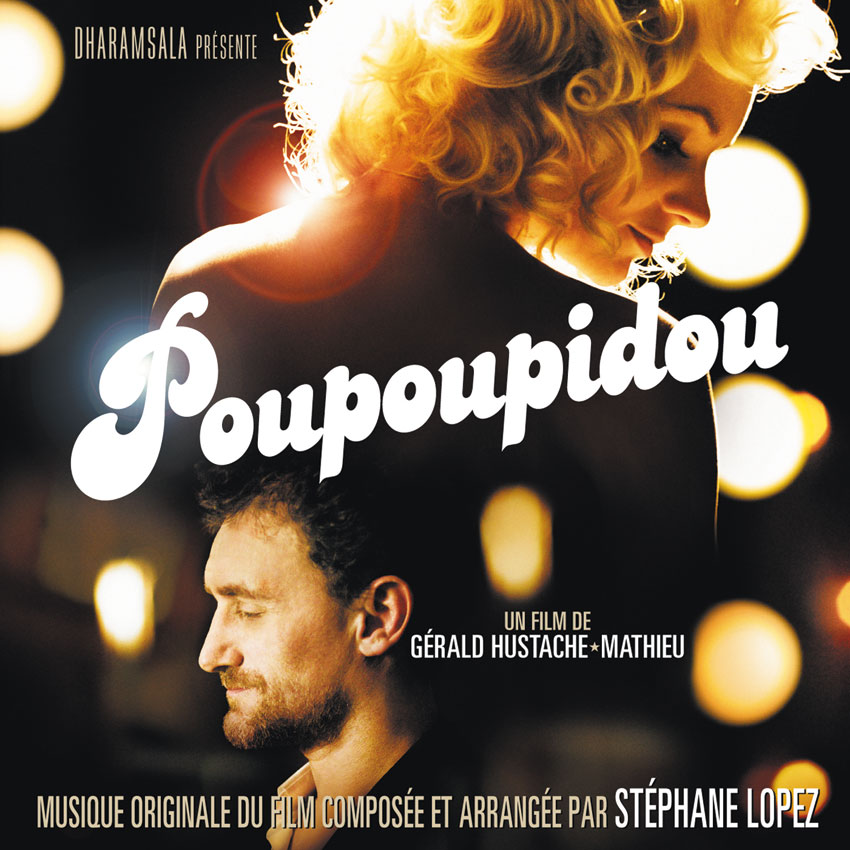 DHARAMSALA PRÉSENTE
Poupoupidou
UN FILM DE
GÉRALD HUSTACHE★MATHIEU
MUSIQUE ORIGINALE DU FILM COMPOSÉE ET ARRANGÉE PAR STÉPHANE LOPEZ